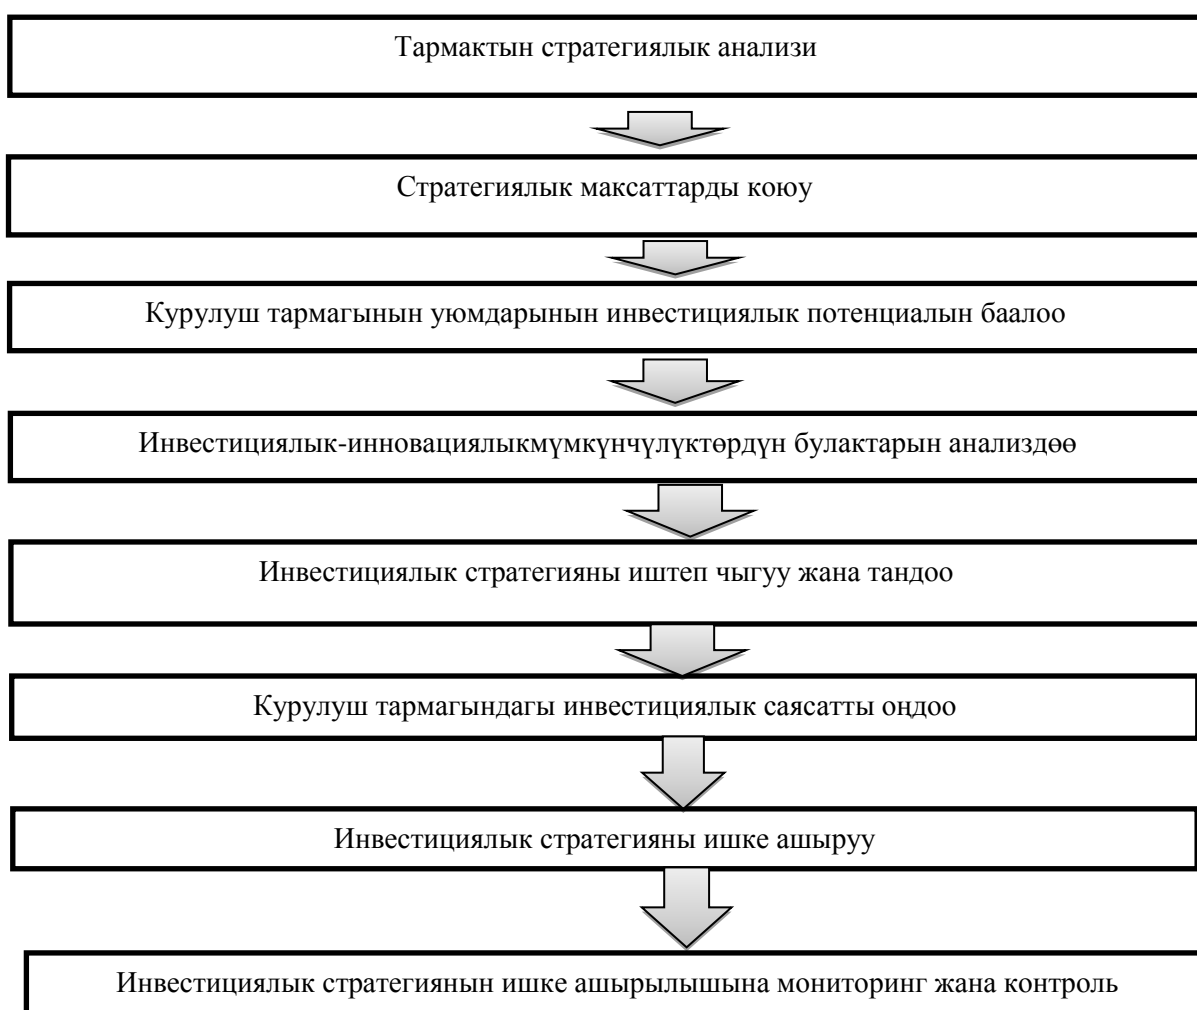 Тармактын стратегиялык анализи
Стратегиялык максаттарды коюу
Курулуш тармагынын уюмдарынын инвестициялык потенциалын баалоо
Инвестициялык-инновациялыкмүмкүнчүлүктөрдүн булактарын анализдөө
Инвестициялык стратегияны иштеп чыгуу жана тандоо
Курулуш тармагындагы инвестициялык саясатты оңдоо
Инвестициялык стратегияны ишке ашыруу
Инвестициялык стратегиянын ишке ашырылышына мониторинг жана контроль